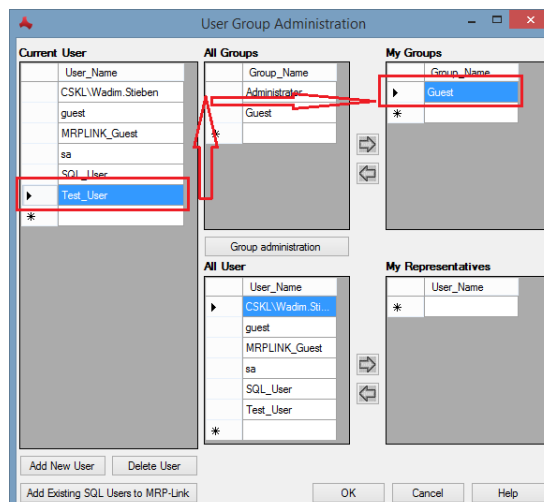 User Group Administration
Current User
User_Name
CSKL\Wadim.Stieben
guest
MRPLINK_Guest
sa
SQL_User
Test_User
All Groups
Group_Name
Administrator
Guest
My Groups
Group_Name
Guest
Group administration
All User
User_Name
CSKL\Wadim.Sti...
guest
MRPLINK_Guest
sa
SQL_User
Test_User
My Representatives
User_Name
Add New User
Delete User
Add Existing SQL Users to MRP-Link
OK
Cancel
Help